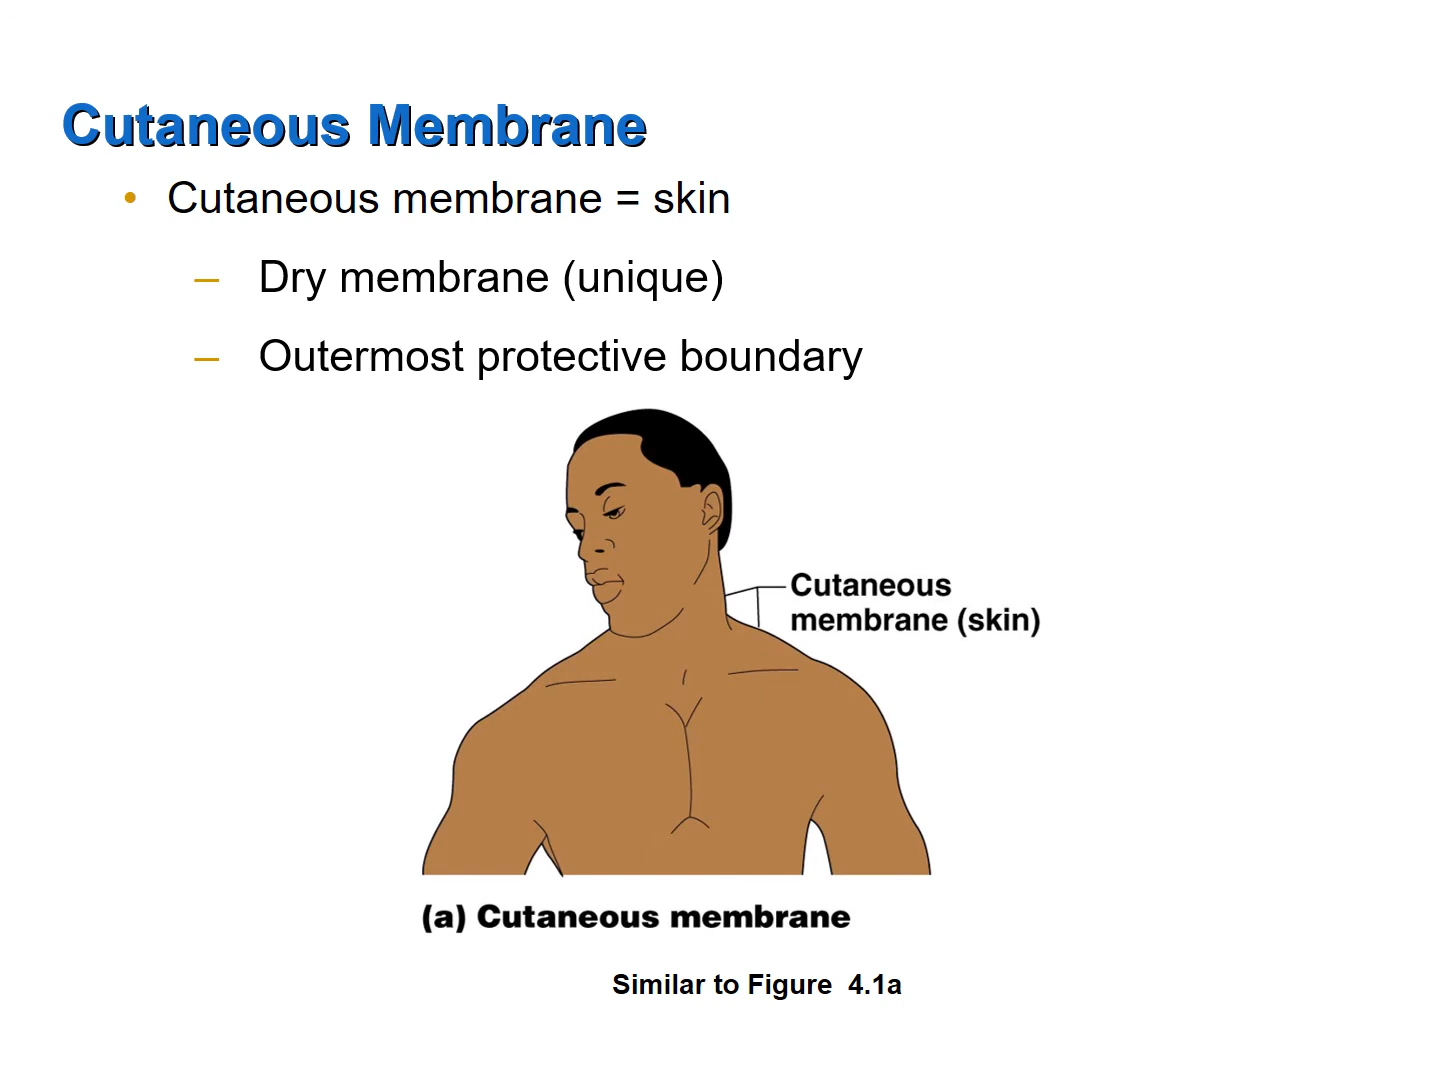 Cutaneous Membrane
• Cutaneous membrane = skin
– Dry membrane (unique)
– Outermost protective boundary
Cutaneous
membrane (skin)
(a) Cutaneous membrane
Similar to Figure 4.1a